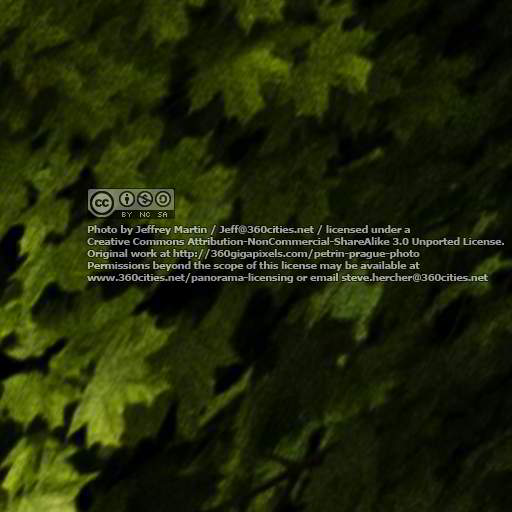 cc
BY NC SA
Photo by Jeffrey Martin / Jeff@360cities.net / licensed under a
Creative Commons Attribution-NonCommercial-ShareAlike 3.0 Unported License.
Original work at http://360gigapixels.com/petrin-prague-photo
Permissions beyond the scope of this license may be available at
www.360cities.net/panorama-licensing or email steve.hercher@360cities.net